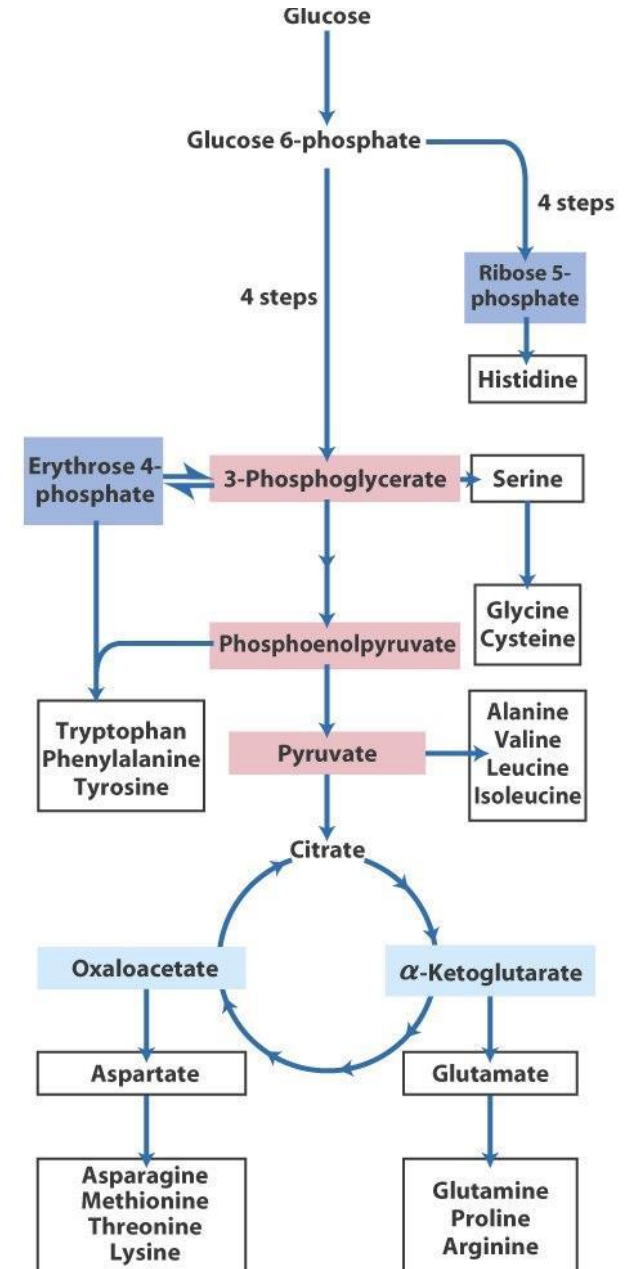 Glucose
Glucose 6-phosphate
4 steps
4 steps
Ribose 5-
phosphate
Histidine
Erythrose 4-
phosphate
3-Phosphoglycerate
Serine
Glycine
Cysteine
Phosphoenolpyruvate
Tryptophan
Phenylalanine
Tyrosine
Pyruvate
Alanine
Valine
Leucine
Isoleucine
Citrate
Oxaloacetate
α-Ketoglutarate
Aspartate
Glutamate
Asparagine
Methionine
Threonine
Lysine
Glutamine
Proline
Arginine